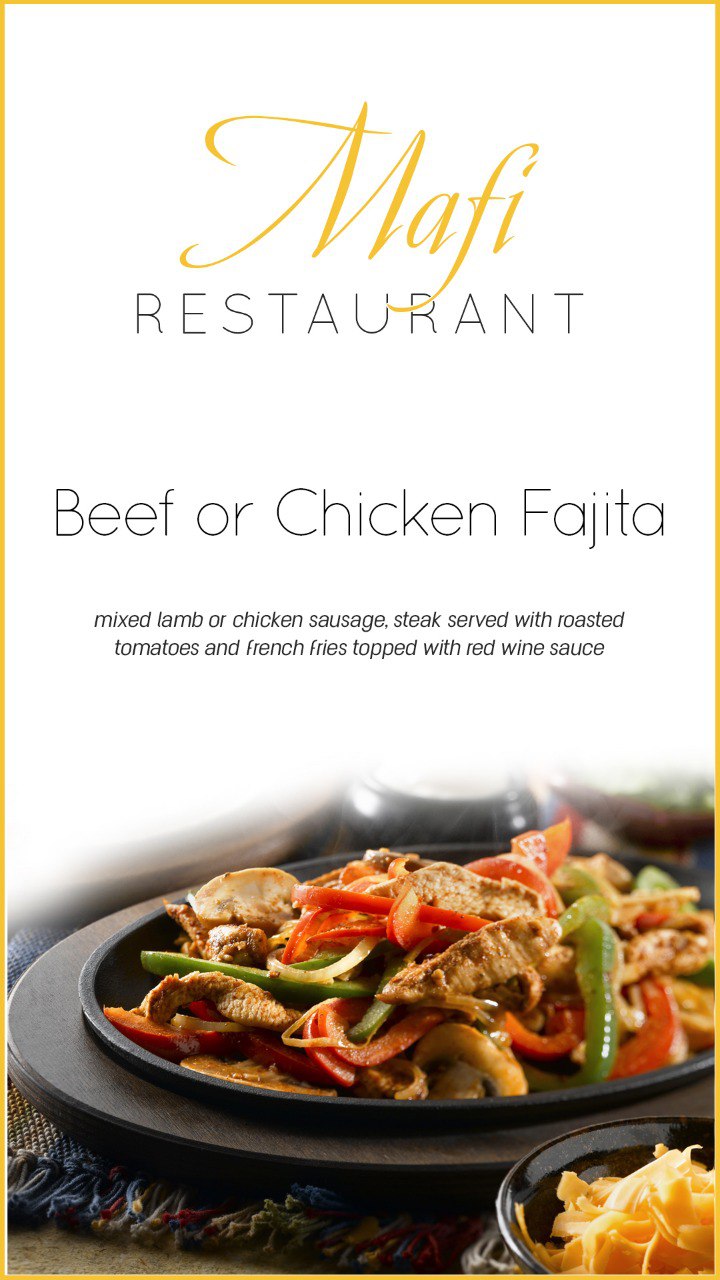 Mafi
RESTAURANT
Beef or Chicken Fajita
mixed lamb or chicken sausage, steak served with roasted
tomatoes and french fries topped with red wine sauce